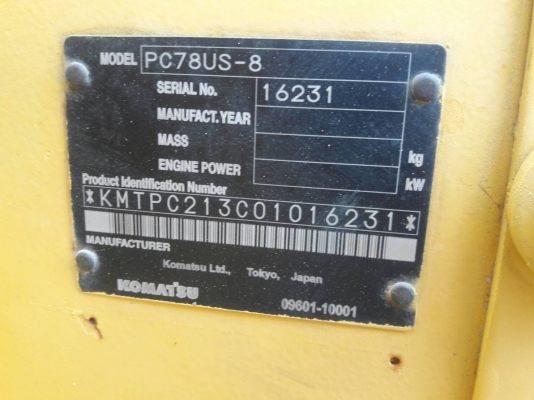 MODEL PC78US-8
SERIAL No. 16231
MANUFACT.YEAR
MASS kg
ENGINE POWER kW
Product Identification Number
*KMTPC213C01016231*
MANUFACTURER
Komatsu Ltd., Tokyo, Japan
KOMATSU 09601-10001